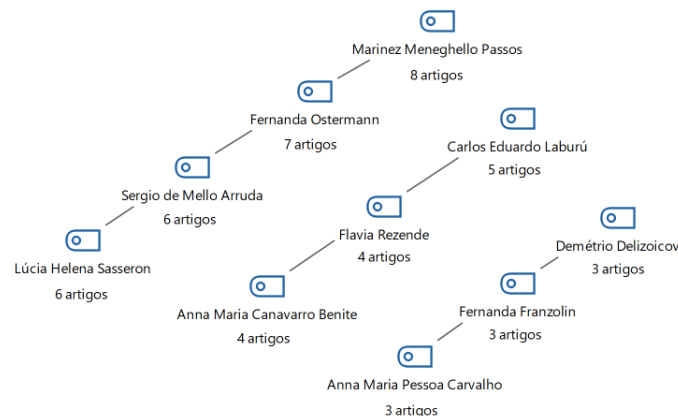 Marinez Meneghello Passos
8 artigos
Fernanda Ostermann
7 artigos
Carlos Eduardo Laburú
5 artigos
Sergio de Mello Arruda
6 artigos
Flavia Rezende
4 artigos
Demétrio Delizoicov
3 artigos
Lúcia Helena Sasseron
6 artigos
Anna Maria Canavarro Benite
4 artigos
Fernanda Franzolin
3 artigos
Anna Maria Pessoa Carvalho
3 artigos